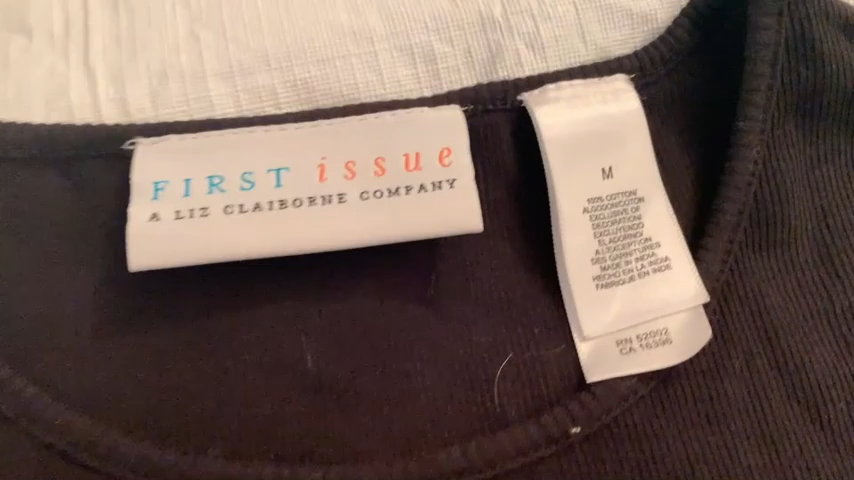 FIRST issue
A LIZ CLAIBORNE COMPANY
M
100% COTTON/
ALGODON/COTON
EXCLUSIVE OF
DECORATION/
EXCLUYENDO
EL ADORNO/
A L'EXCEPTION
DES GARNITURES
MADE IN INDIA
HECHO EN LA INDIA
FABRIQUE EN INDE
RN 52002
CA 16396